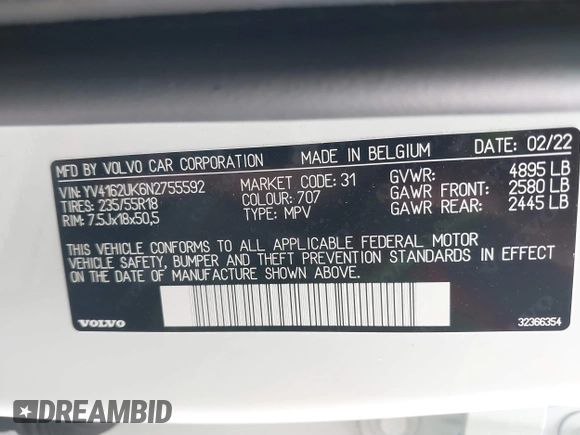 MFD BY VOLVO CAR CORPORATION MADE IN BELGIUM DATE: 02/22
VIN: YV4162UK6N2755592 MARKET CODE: 31 GVWR: 4895 LB
TIRES: 235/55R18 COLOUR: 707 GAWR FRONT: 2580 LB
RIM: 7.5Jx18x50,5 TYPE: MPV GAWR REAR: 2445 LB
THIS VEHICLE CONFORMS TO ALL APPLICABLE FEDERAL MOTOR
VEHICLE SAFETY, BUMPER AND THEFT PREVENTION STANDARDS IN EFFECT
ON THE DATE OF MANUFACTURE SHOWN ABOVE.
VOLVO 32366354
DREAMBID